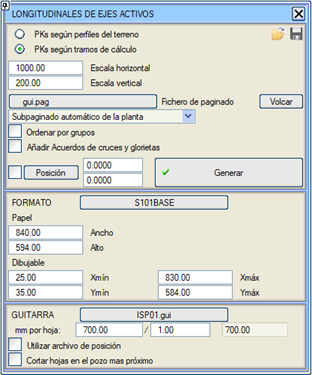 LONGITUDINALES DE EJES ACTIVOS
PKs según perfiles del terreno
PKs según tramos de cálculo
1000.00 Escala horizontal
200.00 Escala vertical
gui.pag Fichero de paginado Volcar
Subpaginado automático de la planta
Ordenar por grupos
Añadir Acuerdos de cruces y glorietas
Posición 0.0000
0.0000
Generar
FORMATO S101BASE
Papel
840.00 Ancho
594.00 Alto
Dibujable
25.00 Xmín 830.00 Xmáx
35.00 Ymín 584.00 Ymáx
GUITARRA ISP01.gui
mm por hoja: 700.00 / 1.00 700.00
Utilizar archivo de posición
Cortar hojas en el pozo mas próximo